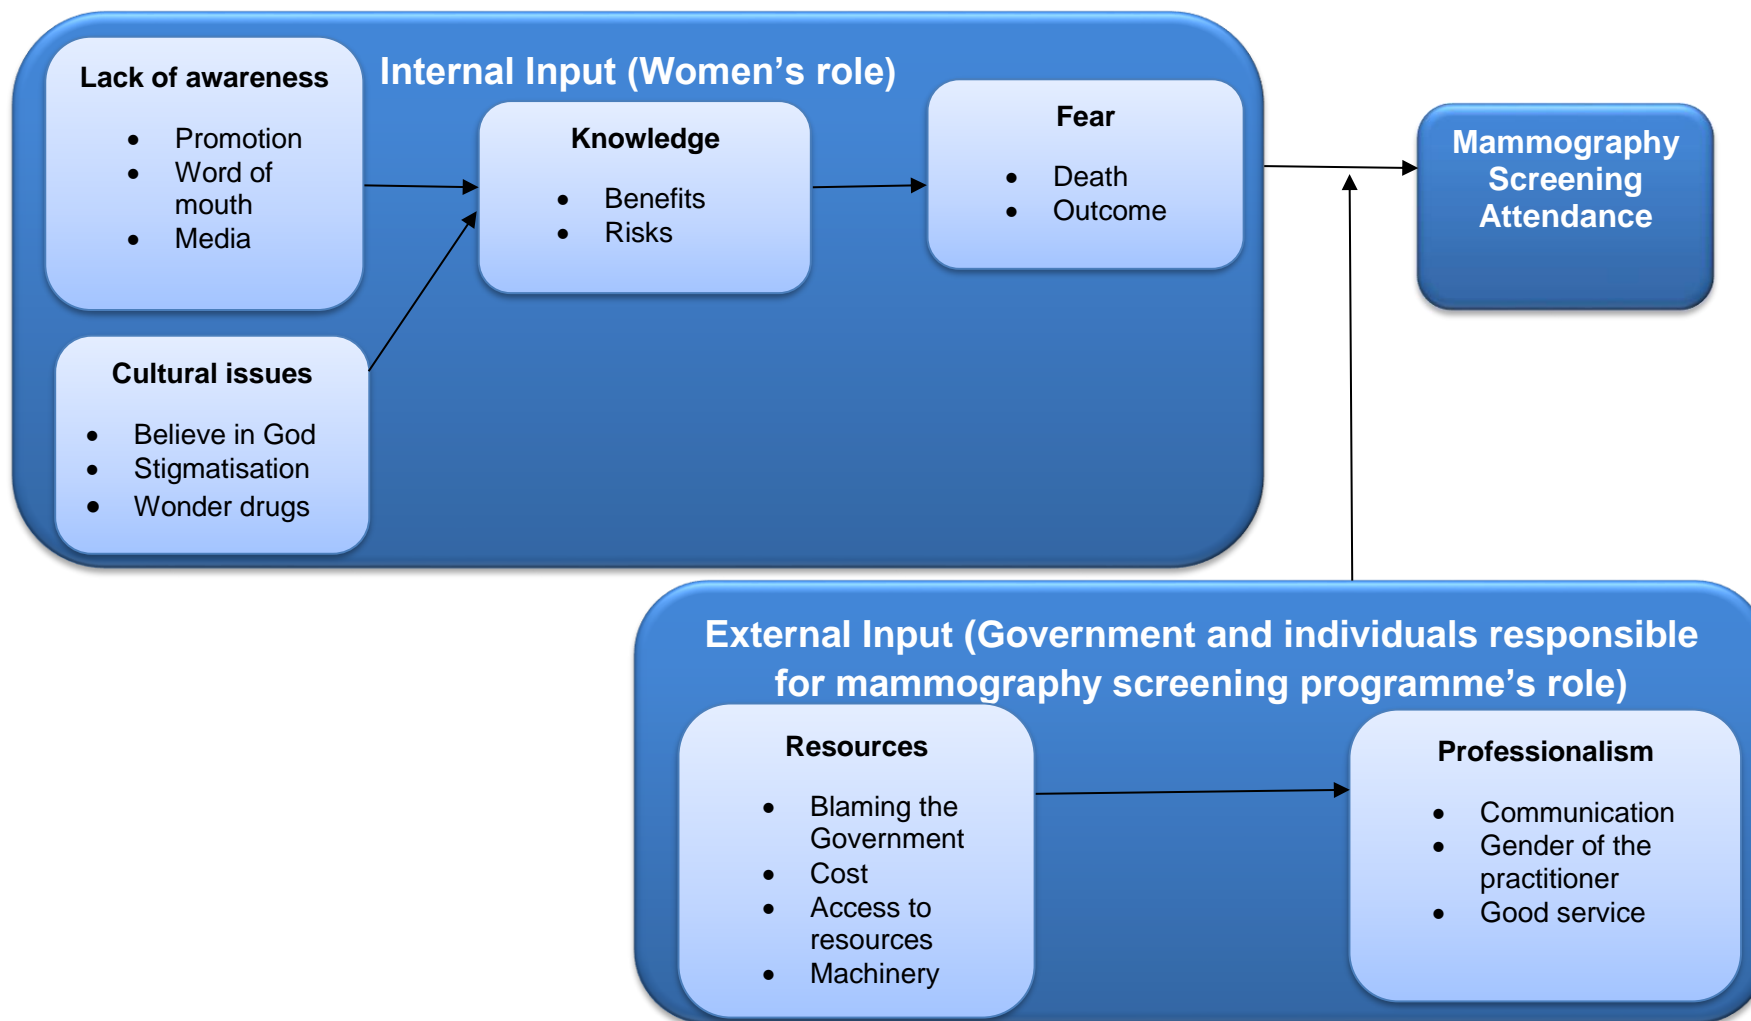 Internal Input (Women’s role)
Lack of awareness
• Promotion
• Word of
mouth
• Media
Cultural issues
• Believe in God
• Stigmatisation
• Wonder drugs
Knowledge
• Benefits
• Risks
Fear
• Death
• Outcome
Mammography
Screening
Attendance
External Input (Government and individuals responsible
for mammography screening programme’s role)
Resources
• Blaming the
Government
• Cost
• Access to
resources
• Machinery
Professionalism
• Communication
• Gender of the
practitioner
• Good service